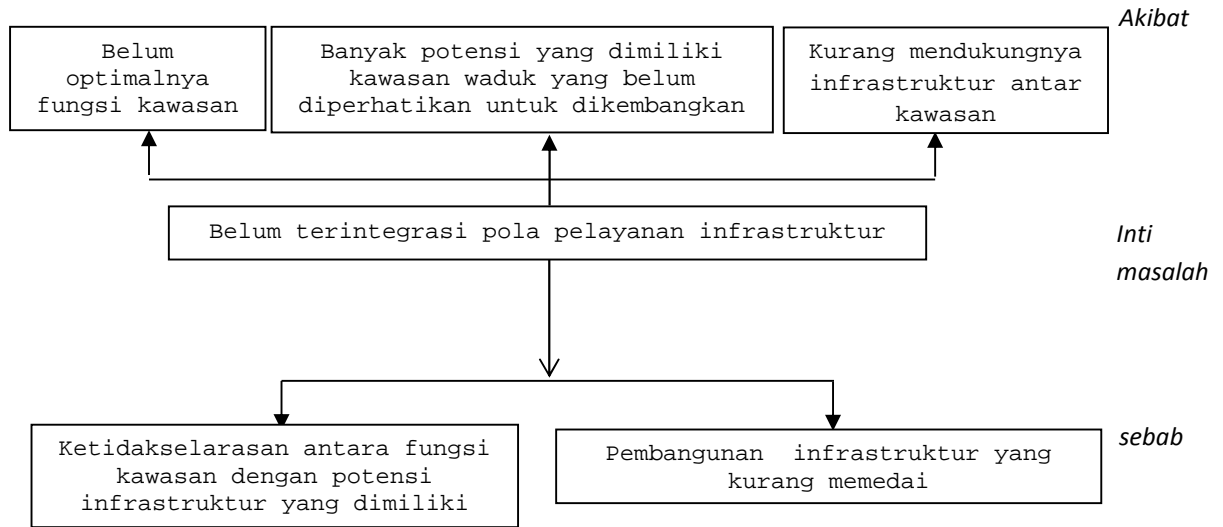 Akibat
Belum
optimalnya
fungsi kawasan
Banyak potensi yang dimiliki
kawasan waduk yang belum
diperhatikan untuk dikembangkan
Kurang mendukungnya
infrastruktur antar
kawasan
Belum terintegrasi pola pelayanan infrastruktur
Inti
masalah
Ketidakselarasan antara fungsi
kawasan dengan potensi
infrastruktur yang dimiliki
Pembangunan  infrastruktur yang
kurang memedai
sebab